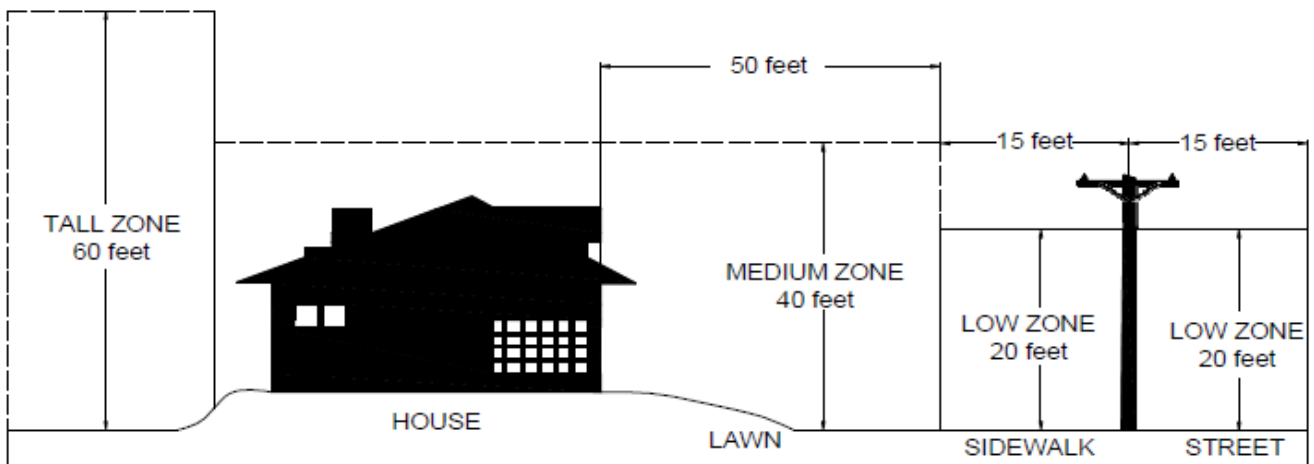 50 feet
15 feet
15 feet
TALL ZONE
60 feet
MEDIUM ZONE
40 feet
LOW ZONE
20 feet
LOW ZONE
20 feet
HOUSE
LAWN
SIDEWALK
STREET